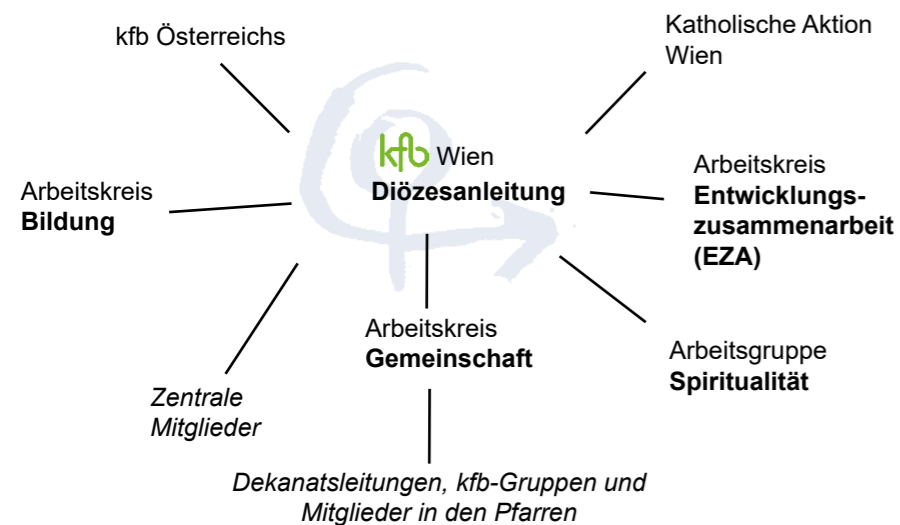 kfb Österreichs
Katholische Aktion
Wien
kfb Wien
Diözesanleitung
Arbeitskreis
Bildung
Arbeitskreis
Entwicklungs-
zusammenarbeit
(EZA)
Arbeitskreis
Gemeinschaft
Arbeitsgruppe
Spiritualität
Zentrale
Mitglieder
Dekanatsleitungen, kfb-Gruppen und
Mitglieder in den Pfarren